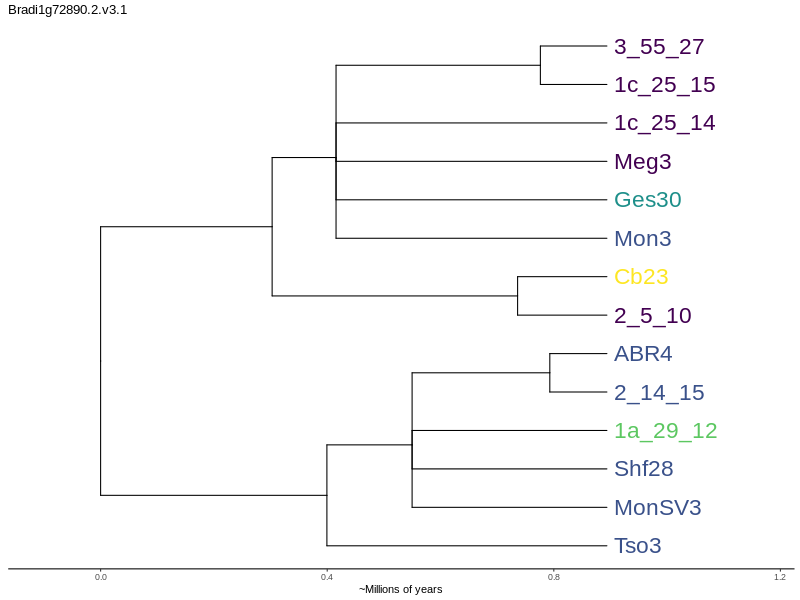 Bradi1g72890.2.v3.1
3_55_27
1c_25_15
1c_25_14
Meg3
Ges30
Mon3
Cb23
2_5_10
ABR4
2_14_15
1a_29_12
Shf28
MonSV3
Tso3
0.0 0.4 0.8 1.2
~Millions of years